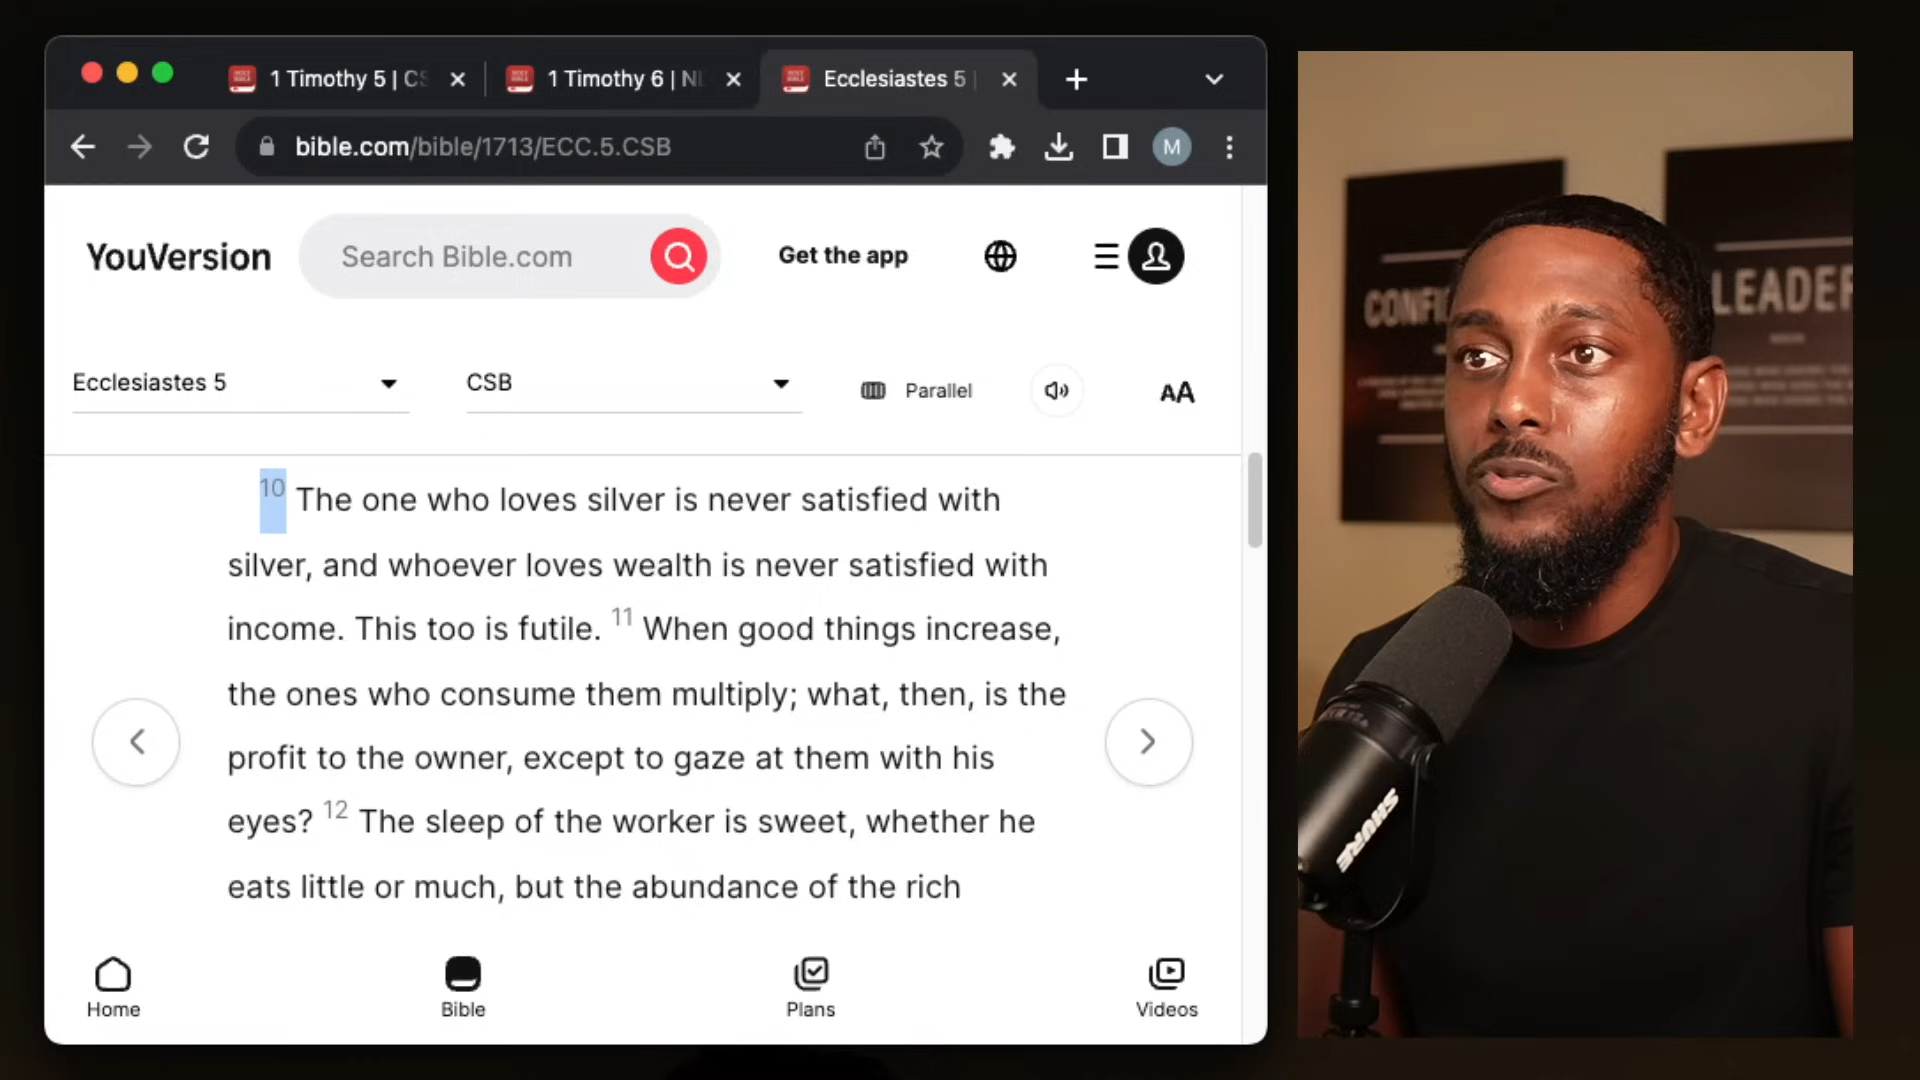 1 Timothy 5 | CS
1 Timothy 6 | NL
Ecclesiastes 5 |
bible.com/bible/1713/ECC.5.CSB
M
YouVersion
Search Bible.com
Get the app
Ecclesiastes 5
CSB
Parallel
AA
10 The one who loves silver is never satisfied with
silver, and whoever loves wealth is never satisfied with
income. This too is futile. 11 When good things increase,
the ones who consume them multiply; what, then, is the
profit to the owner, except to gaze at them with his
eyes? 12 The sleep of the worker is sweet, whether he
eats little or much, but the abundance of the rich
Home
Bible
Plans
Videos
CONFI
LEADER
SHURE